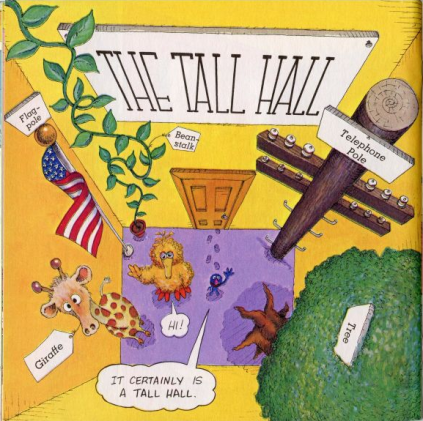 THE TALL HALL
Flag-
pole
Bean-
stalk
Telephone
Pole
HI!
Giraffe
Tree
IT CERTAINLY IS
A TALL HALL.